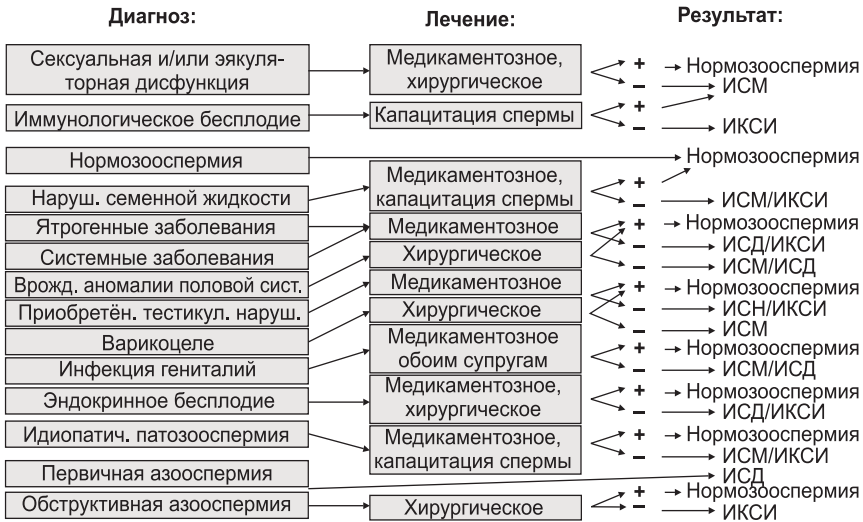 Диагноз:
Лечение:
Результат:
Сексуальная и/или эякуля-
торная дисфункция
Медикаментозное,
хирургическое
+
Нормозооспермия
–
ИСМ
Иммунологическое бесплодие
Капацитация спермы
+
–
ИКСИ
Нормозооспермия
Нормозооспермия
Наруш. семенной жидкости
Медикаментозное,
капацитация спермы
+
–
ИСМ/ИКСИ
Ятрогенные заболевания
Медикаментозное
+
Нормозооспермия
Системные заболевания
Хирургическое
–
ИСД/ИКСИ
–
ИСМ/ИСД
Врожд. аномалии половой сист.
Медикаментозное
+
Нормозооспермия
Приобретён. тестикул. наруш.
Хирургическое
–
ИСН/ИКСИ
–
ИСМ
Варикоцеле
Медикаментозное
обоим супругам
+
Нормозооспермия
Инфекция гениталий
–
ИСМ/ИСД
Эндокринное бесплодие
Медикаментозное,
хирургическое
+
Нормозооспермия
–
ИСД/ИКСИ
Идиопатич. патозооспермия
Медикаментозное,
капацитация спермы
+
Нормозооспермия
–
ИСМ/ИКСИ
Первичная азооспермия
ИСД
Обструктивная азооспермия
Хирургическое
+
Нормозооспермия
–
ИКСИ